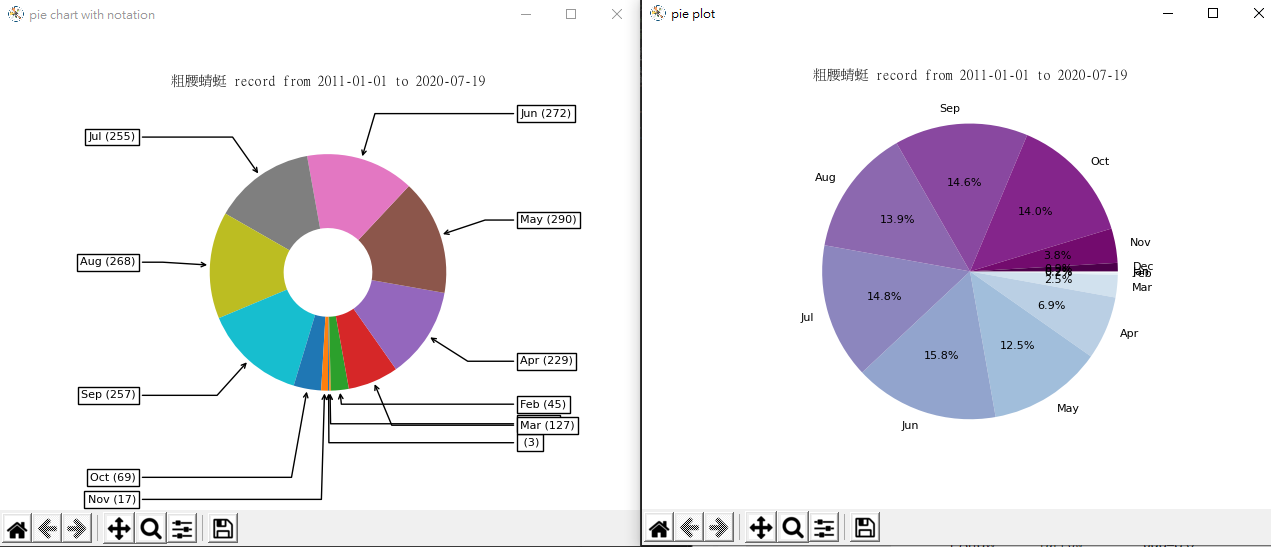 pie chart with notation
粗腰蜻蜓 record from 2011-01-01 to 2020-07-19
Jun (272)
Jul (255)
May (290)
Aug (268)
Apr (229)
Sep (257)
Feb (45)
Mar (127)
(3)
Oct (69)
Nov (17)
pie plot
粗腰蜻蜓 record from 2011-01-01 to 2020-07-19
Sep
Oct
Aug
14.6%
14.0%
13.9%
Nov
3.8%
Dec
Feb
2.5%
Mar
14.8%
6.9%
Jul
Apr
15.8%
12.5%
May
Jun